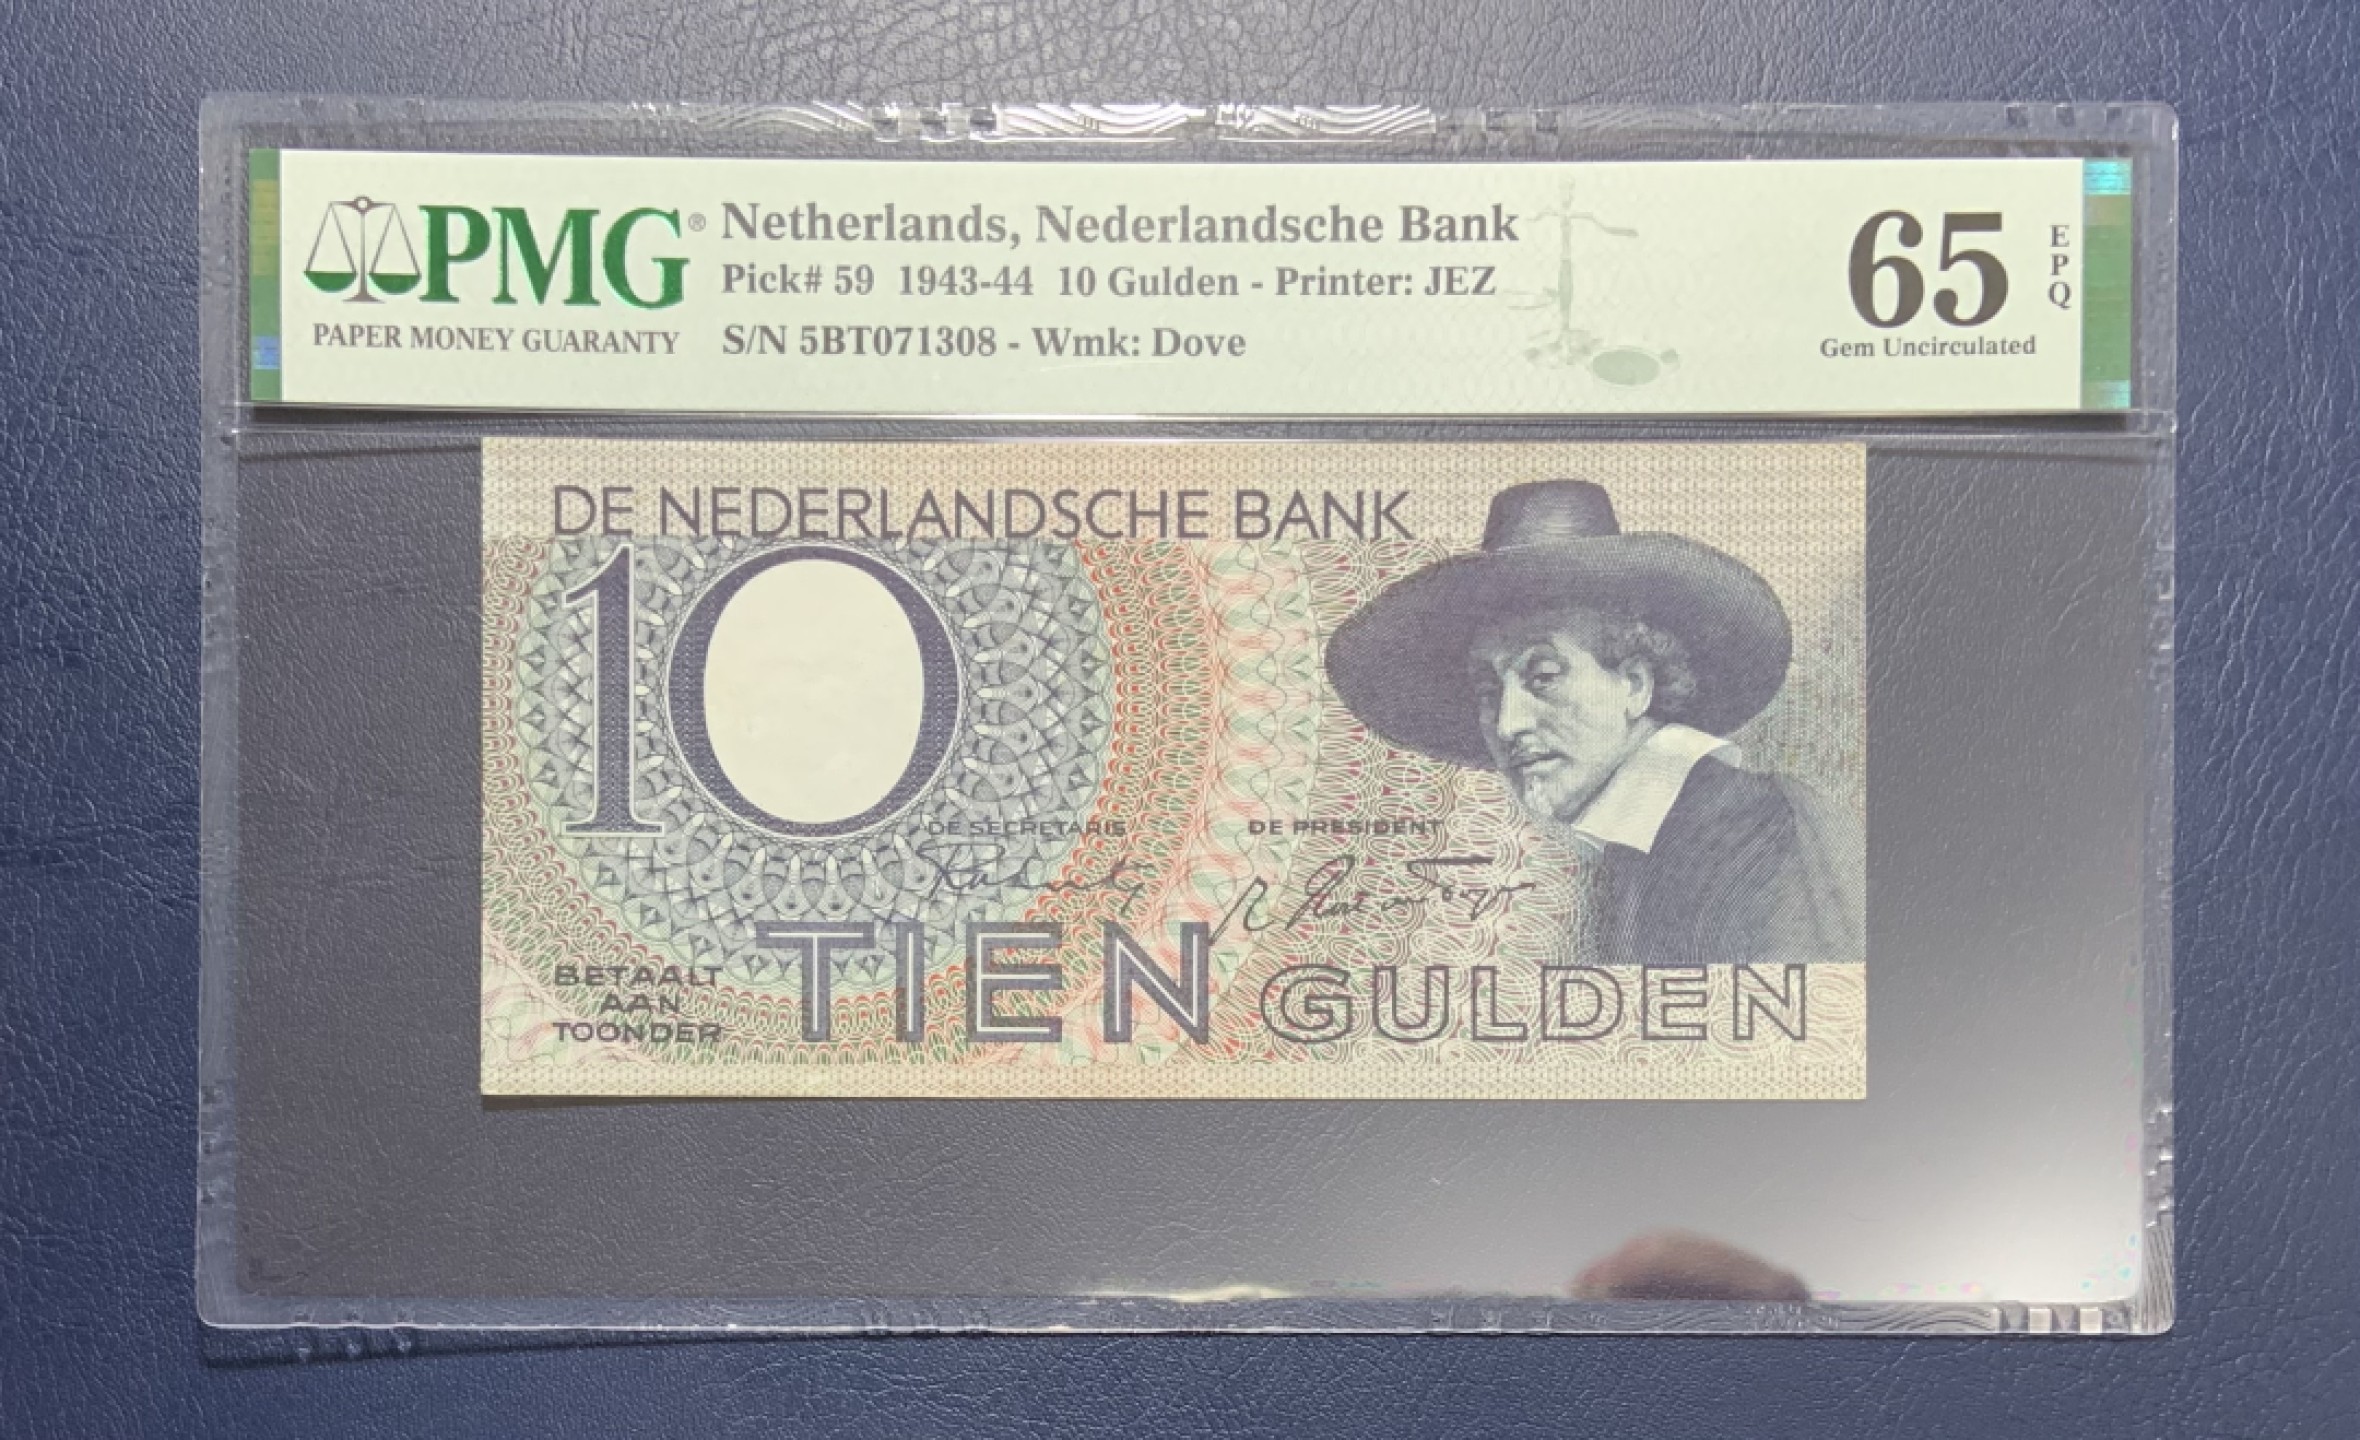 PMG®
PAPER MONEY GUARANTY
Netherlands, Nederlandsche Bank
Pick# 59 1943-44 10 Gulden - Printer: JEZ
S/N 5BT071308 - Wmk: Dove
65
EPQ
Gem Uncirculated
DE NEDERLANDSCHE BANK
10
DE SECRETARIS
DE PRESIDENT
BETAALT
AAN
TOONDER
TIEN GULDEN